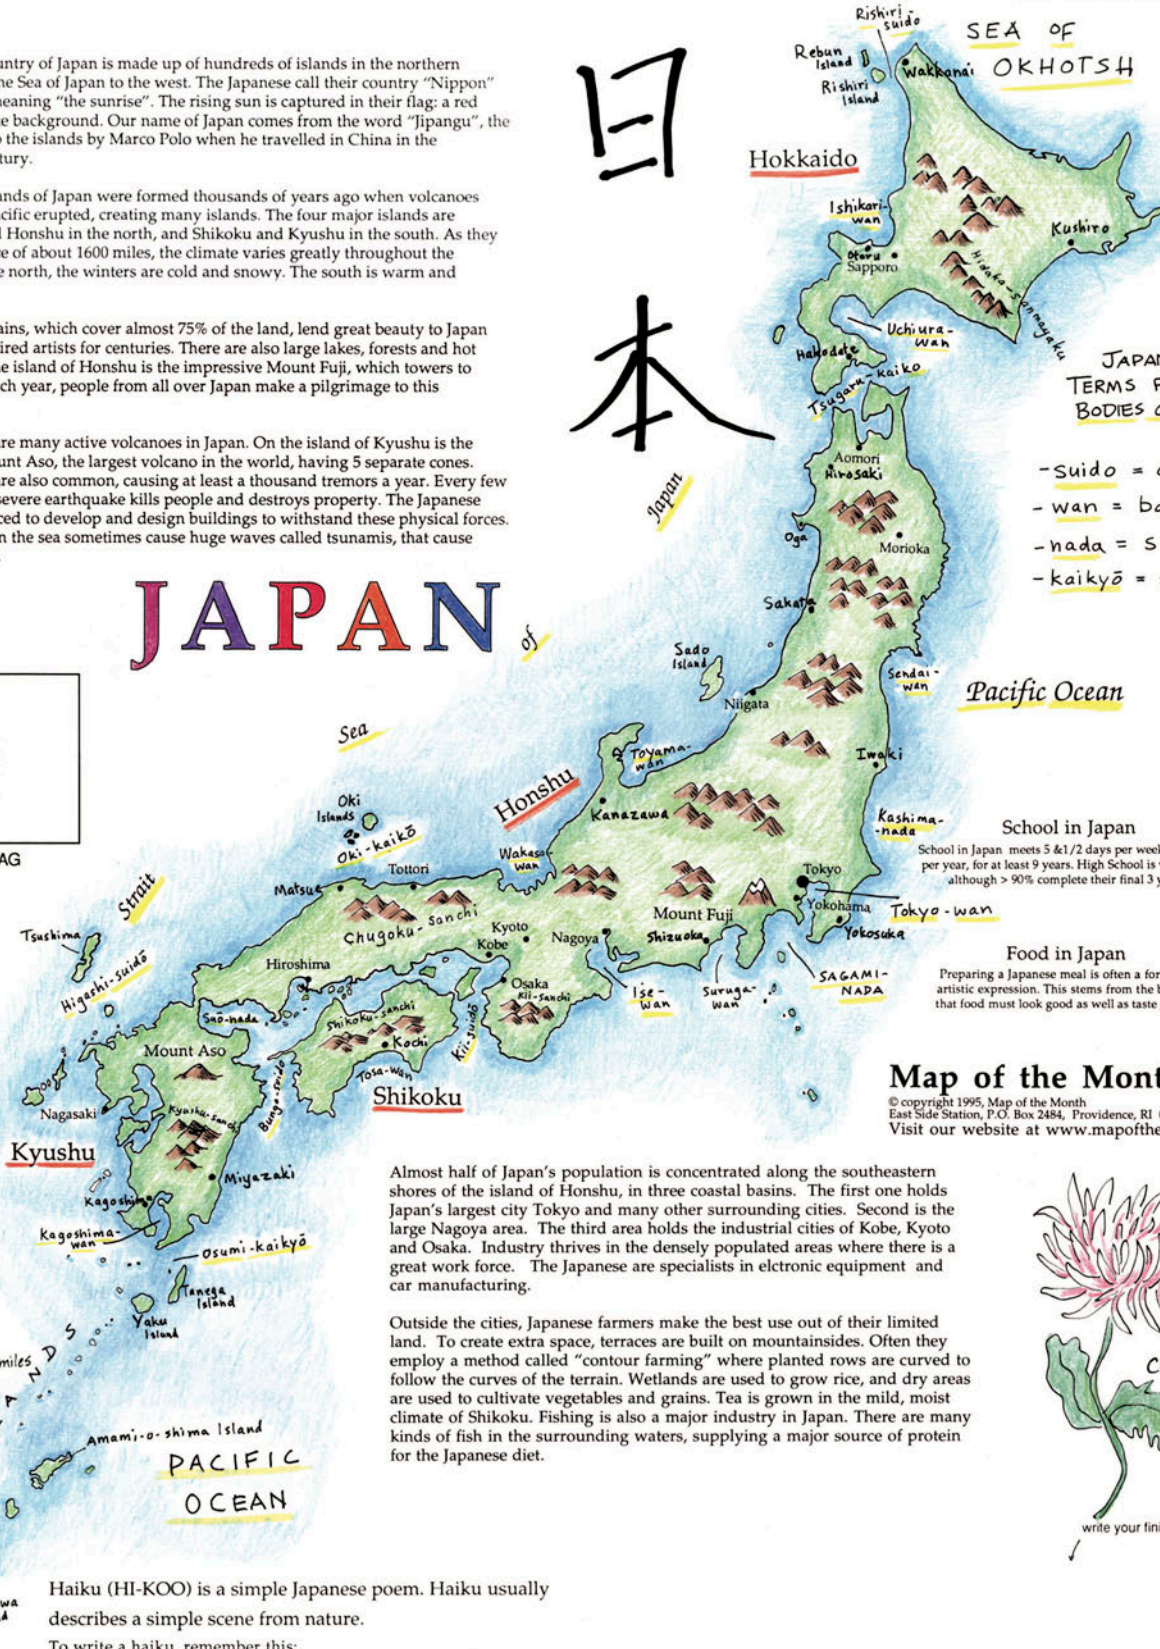 untry of Japan is made up of hundreds of islands in the northern
he Sea of Japan to the west. The Japanese call their country "Nippon"
eaning "the sunrise". The rising sun is captured in their flag: a red
e background. Our name of Japan comes from the word "Jipangu", the
o the islands by Marco Polo when he travelled in China in the
tury.
ands of Japan were formed thousands of years ago when volcanoes
cific erupted, creating many islands. The four major islands are
l Honshu in the north, and Shikoku and Kyushu in the south. As they
e of about 1600 miles, the climate varies greatly throughout the
e north, the winters are cold and snowy. The south is warm and
ains, which cover almost 75% of the land, lend great beauty to Japan
ired artists for centuries. There are also large lakes, forests and hot
e island of Honshu is the impressive Mount Fuji, which towers to
ch year, people from all over Japan make a pilgrimage to this
re many active volcanoes in Japan. On the island of Kyushu is the
unt Aso, the largest volcano in the world, having 5 separate cones.
re also common, causing at least a thousand tremors a year. Every few
severe earthquake kills people and destroys property. The Japanese
ced to develop and design buildings to withstand these physical forces.
n the sea sometimes cause huge waves called tsunamis, that cause
日
本
JAPAN
AG
Rishiri-
suido
SEA OF
OKHOTSH
Rebun
Island
Rishiri
Island
Wakkanai
Hokkaido
Ishikari-
wan
Otaru
Sapporo
Kushiro
Hidaka-sanmayaku
Uchiura-
wan
Hakodate
Tsugaru-kaiko
JAPAN
TERMS F
BODIES
-suido =
-wan = ba
-nada = S
-kaikyō =
Aomori
Hirosaki
Oga
Morioka
Sakata
Sea
of
Japan
Sado
Island
Niigata
Sendai-
wan
Pacific Ocean
Toyama-
wan
Iwaki
Honshu
Kanazawa
Kashima-
-nada
Oki
Islands
Oki-kaikō
Wakasa
Wan
Tottori
Matsue
Chugoku-sanchi
Tokyo
Yokohama
Yokosuka
Tokyo-wan
Mount Fuji
Shizuoka
Kyoto
Kobe
Nagoya
Osaka
Kii-sanchi
Ise-
wan
Suruga-
wan
SAGAMI-
NADA
Strait
Tsushima
Higashi-suidō
Hiroshima
Suō-nada
Shikoku-sanchi
Kochi
Tosa-wan
Kii-suidō
Shikoku
Mount Aso
Bungo-suido
Nagasaki
Kyushu-sanch
Kyushu
Miyazaki
Kagoshima
Kagoshima-
wan
Osumi-kaikyō
Tanega
Island
Yaku
Island
miles
A N D S
Amami-o-shima Island
PACIFIC
OCEAN
School in Japan
School in Japan meets 5 &1/2 days per week
per year, for at least 9 years. High School is
although > 90% complete their final 3 y
Food in Japan
Preparing a Japanese meal is often a for
artistic expression. This stems from the b
that food must look good as well as taste
Map of the Mont
© copyright 1995, Map of the Month
East Side Station, P.O. Box 2484, Providence, RI
Visit our website at www.mapofthe
Almost half of Japan's population is concentrated along the southeastern
shores of the island of Honshu, in three coastal basins. The first one holds
Japan's largest city Tokyo and many other surrounding cities. Second is the
large Nagoya area. The third area holds the industrial cities of Kobe, Kyoto
and Osaka. Industry thrives in the densely populated areas where there is a
great work force. The Japanese are specialists in elctronic equipment and
car manufacturing.
Outside the cities, Japanese farmers make the best use out of their limited
land. To create extra space, terraces are built on mountainsides. Often they
employ a method called "contour farming" where planted rows are curved to
follow the curves of the terrain. Wetlands are used to grow rice, and dry areas
are used to cultivate vegetables and grains. Tea is grown in the mild, moist
climate of Shikoku. Fishing is also a major industry in Japan. There are many
kinds of fish in the surrounding waters, supplying a major source of protein
for the Japanese diet.
C
write your fini
wa
Haiku (HI-KOO) is a simple Japanese poem. Haiku usually
describes a simple scene from nature.
To write a haiku, remember this: